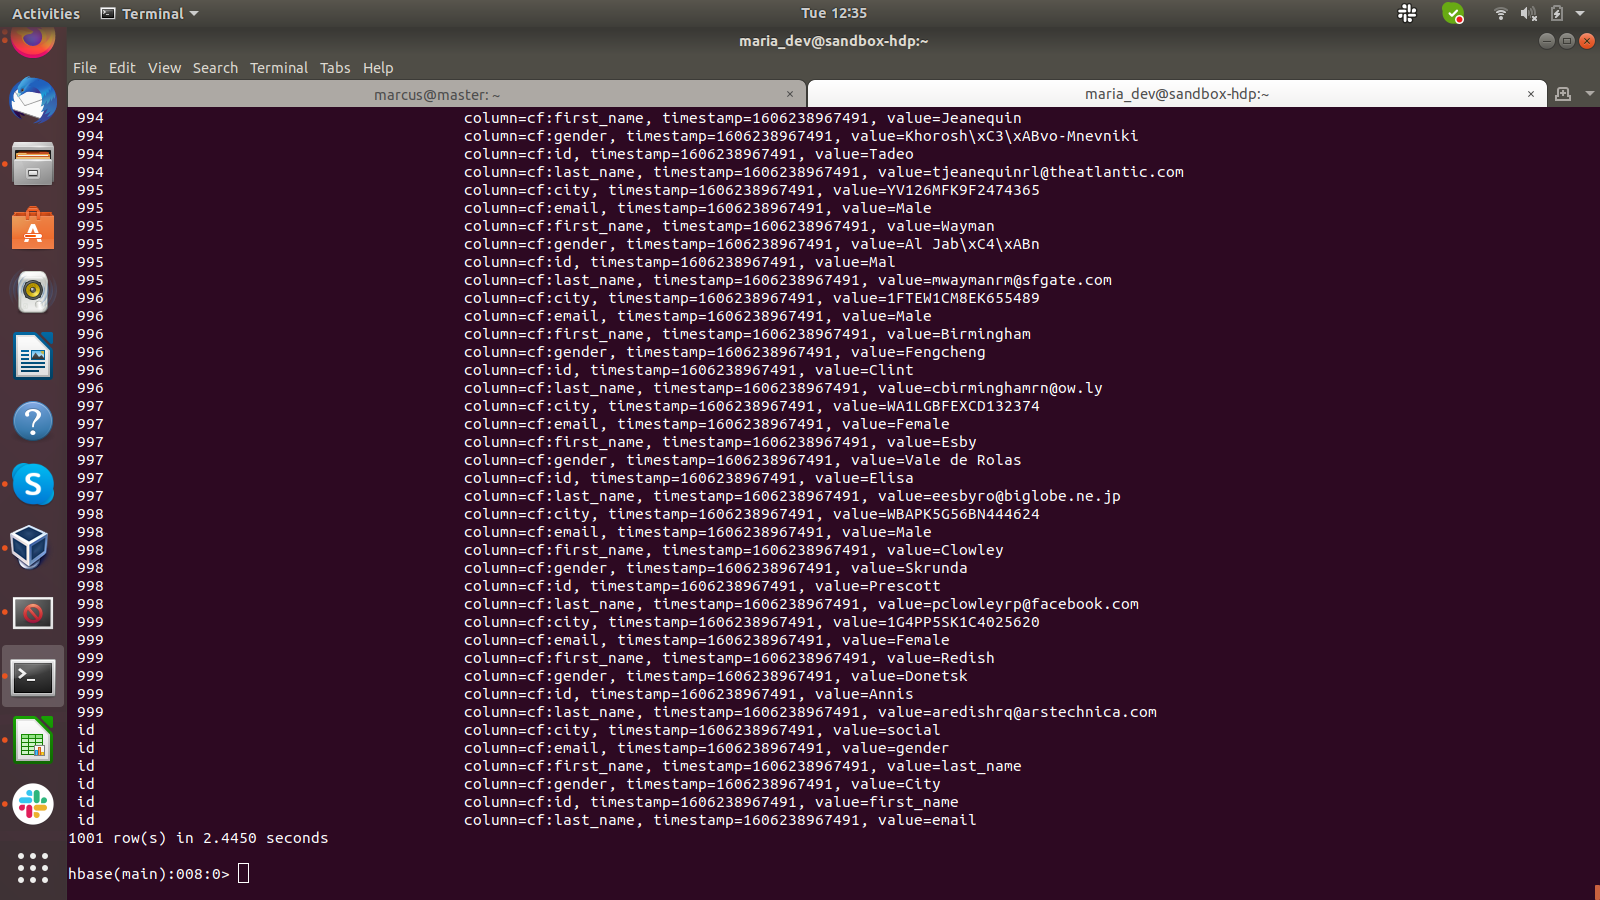 Activities Terminal Tue 12:35
maria_dev@sandbox-hdp:~
File Edit View Search Terminal Tabs Help
marcus@master: ~ × maria_dev@sandbox-hdp:~ ×
994 column=cf:first_name, timestamp=1606238967491, value=Jeanequin
994 column=cf:gender, timestamp=1606238967491, value=Khorosh\xC3\xABvo-Mnevniki
994 column=cf:id, timestamp=1606238967491, value=Tadeo
994 column=cf:last_name, timestamp=1606238967491, value=tjeanequinrl@theatlantic.com
995 column=cf:city, timestamp=1606238967491, value=YV126MFK9F2474365
995 column=cf:email, timestamp=1606238967491, value=Male
995 column=cf:first_name, timestamp=1606238967491, value=Wayman
995 column=cf:gender, timestamp=1606238967491, value=Al Jab\xC4\xABn
995 column=cf:id, timestamp=1606238967491, value=Mal
995 column=cf:last_name, timestamp=1606238967491, value=mwaymanrm@sfgate.com
996 column=cf:city, timestamp=1606238967491, value=1FTEW1CM8EK655489
996 column=cf:email, timestamp=1606238967491, value=Male
996 column=cf:first_name, timestamp=1606238967491, value=Birmingham
996 column=cf:gender, timestamp=1606238967491, value=Fengcheng
996 column=cf:id, timestamp=1606238967491, value=Clint
996 column=cf:last_name, timestamp=1606238967491, value=cbirminghamrn@ow.ly
997 column=cf:city, timestamp=1606238967491, value=WA1LGBFEXCD132374
997 column=cf:email, timestamp=1606238967491, value=Female
997 column=cf:first_name, timestamp=1606238967491, value=Esby
997 column=cf:gender, timestamp=1606238967491, value=Vale de Rolas
997 column=cf:id, timestamp=1606238967491, value=Elisa
997 column=cf:last_name, timestamp=1606238967491, value=eesbyro@biglobe.ne.jp
998 column=cf:city, timestamp=1606238967491, value=WBAPK5G56BN444624
998 column=cf:email, timestamp=1606238967491, value=Male
998 column=cf:first_name, timestamp=1606238967491, value=Clowley
998 column=cf:gender, timestamp=1606238967491, value=Skrunda
998 column=cf:id, timestamp=1606238967491, value=Prescott
998 column=cf:last_name, timestamp=1606238967491, value=pclowleyrp@facebook.com
999 column=cf:city, timestamp=1606238967491, value=1G4PP5SK1C4025620
999 column=cf:email, timestamp=1606238967491, value=Female
999 column=cf:first_name, timestamp=1606238967491, value=Redish
999 column=cf:gender, timestamp=1606238967491, value=Donetsk
999 column=cf:id, timestamp=1606238967491, value=Annis
999 column=cf:last_name, timestamp=1606238967491, value=aredishrq@arstechnica.com
id column=cf:city, timestamp=1606238967491, value=social
id column=cf:email, timestamp=1606238967491, value=gender
id column=cf:first_name, timestamp=1606238967491, value=last_name
id column=cf:gender, timestamp=1606238967491, value=City
id column=cf:id, timestamp=1606238967491, value=first_name
id column=cf:last_name, timestamp=1606238967491, value=email
1001 row(s) in 2.4450 seconds
hbase(main):008:0>